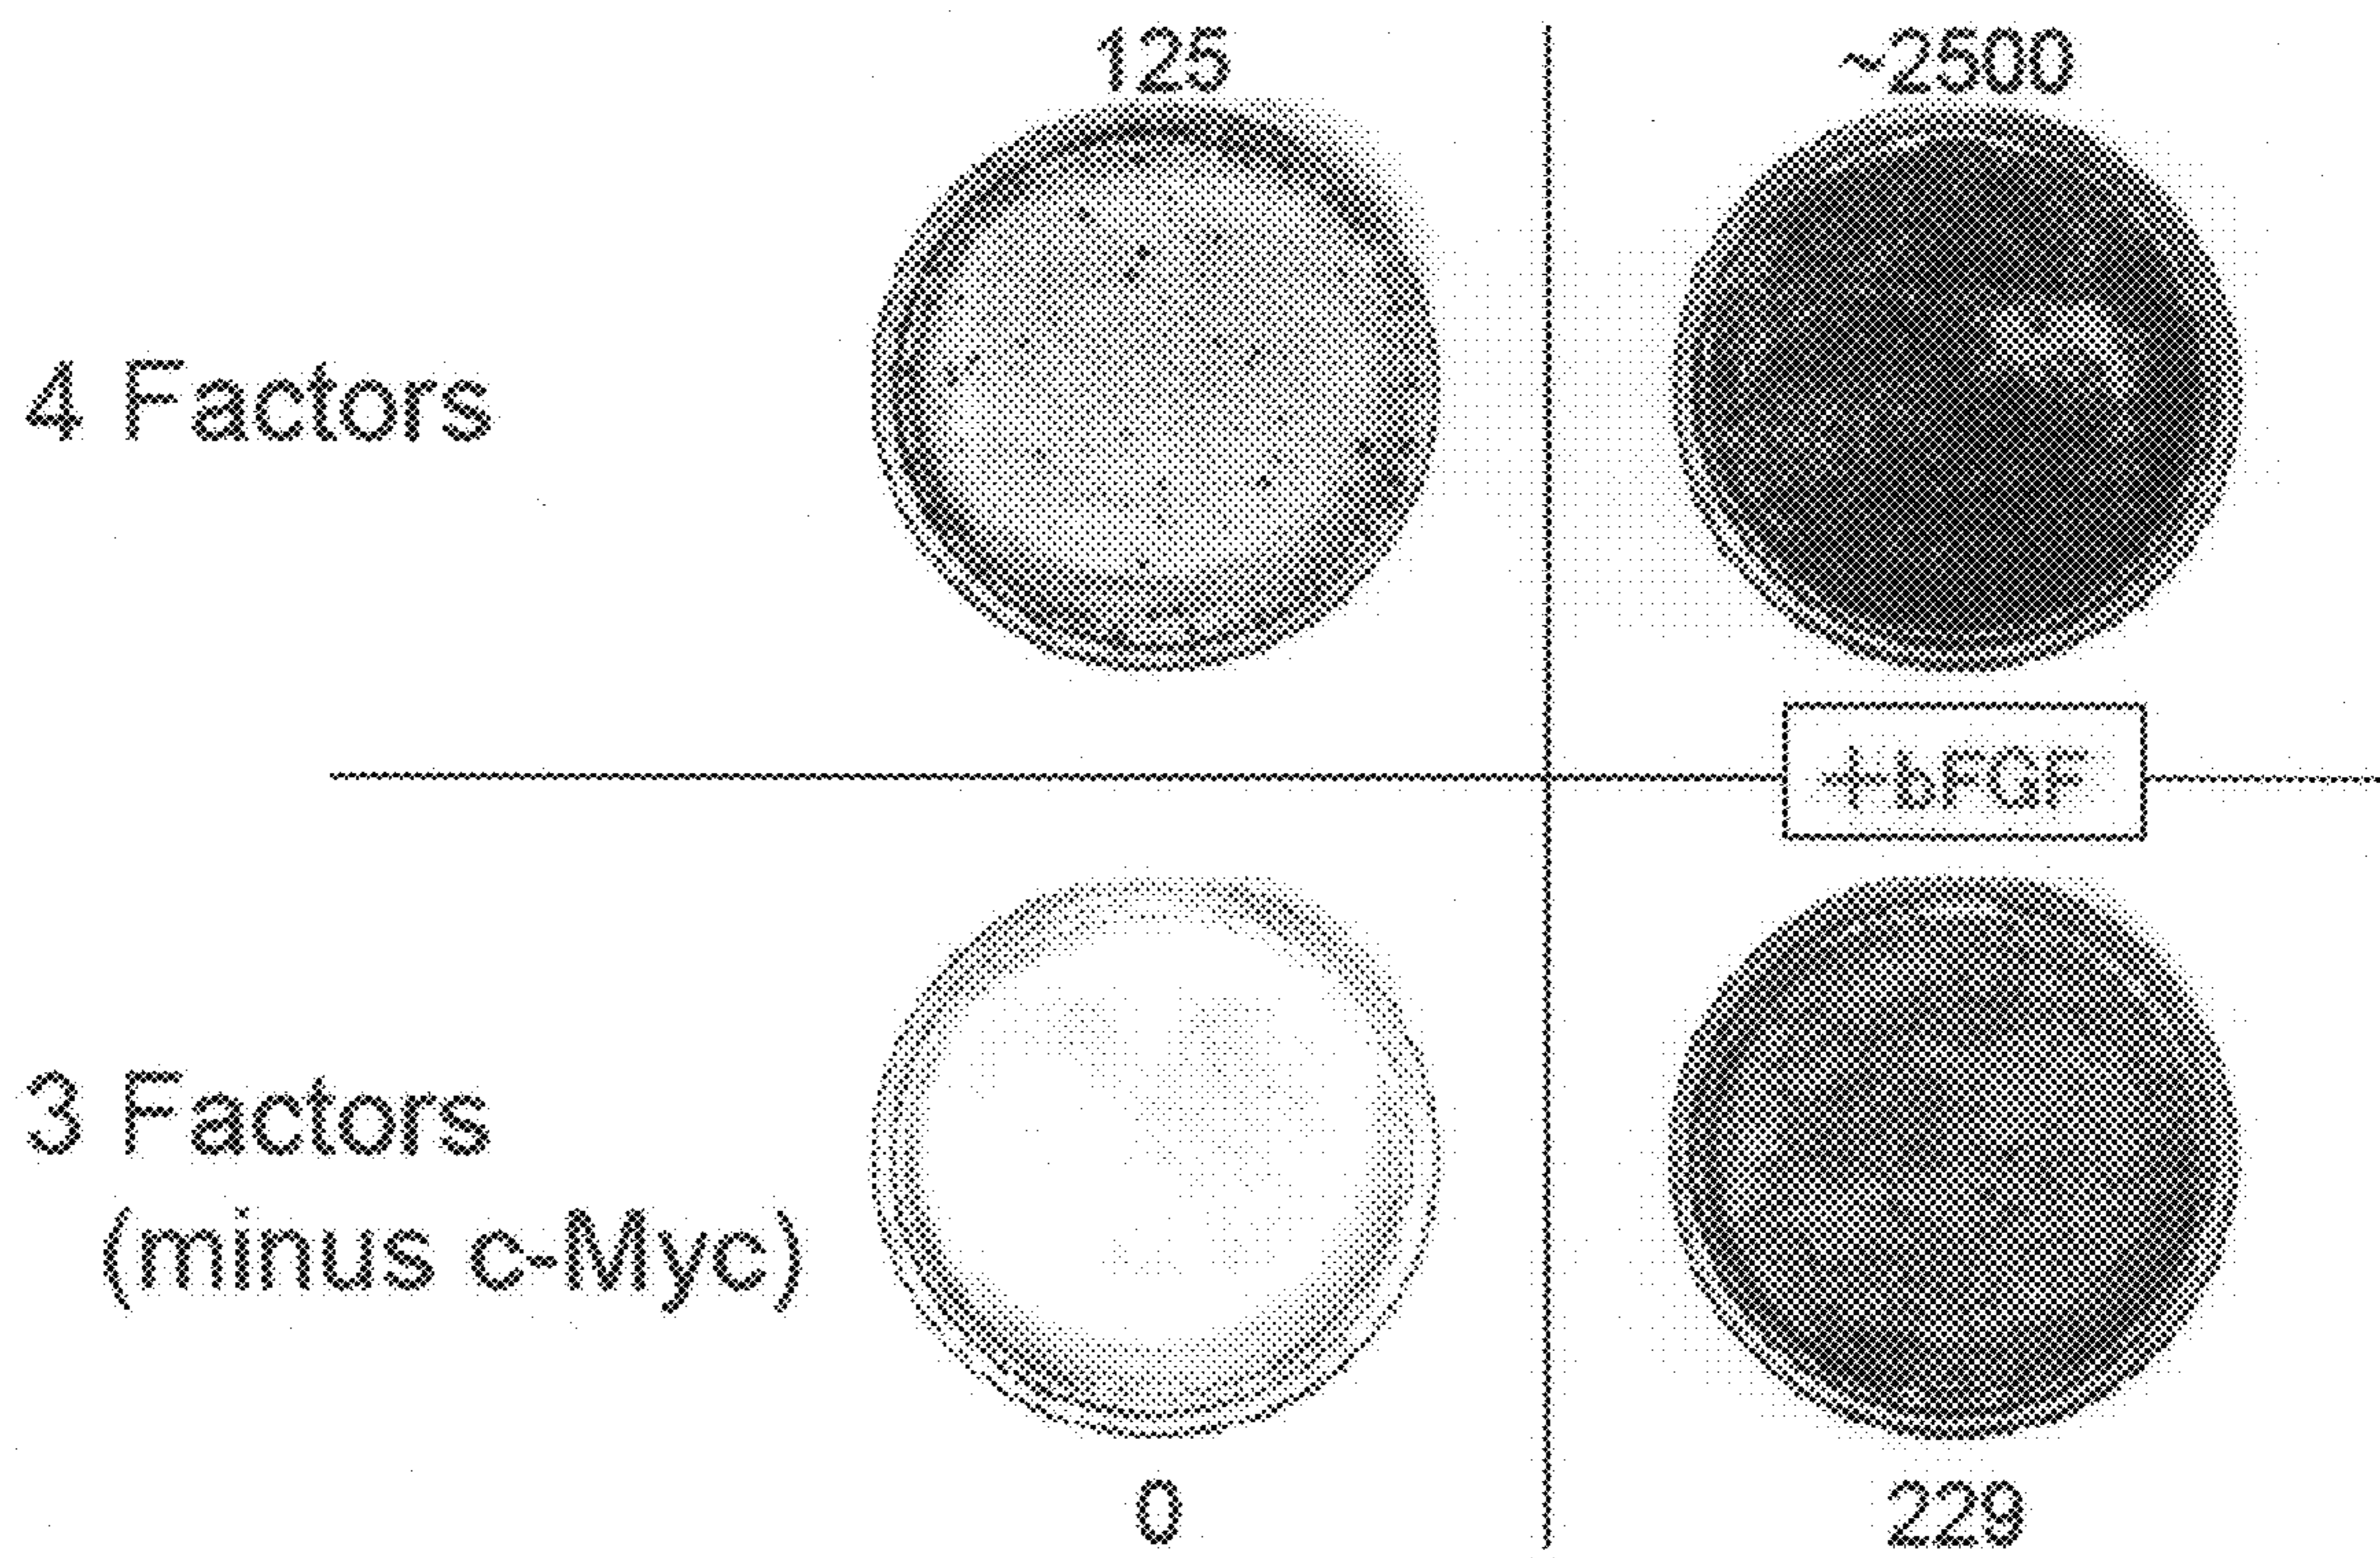 125
~2500
4 Factors
+bFGF
3 Factors
(minus c-Myc)
0
229